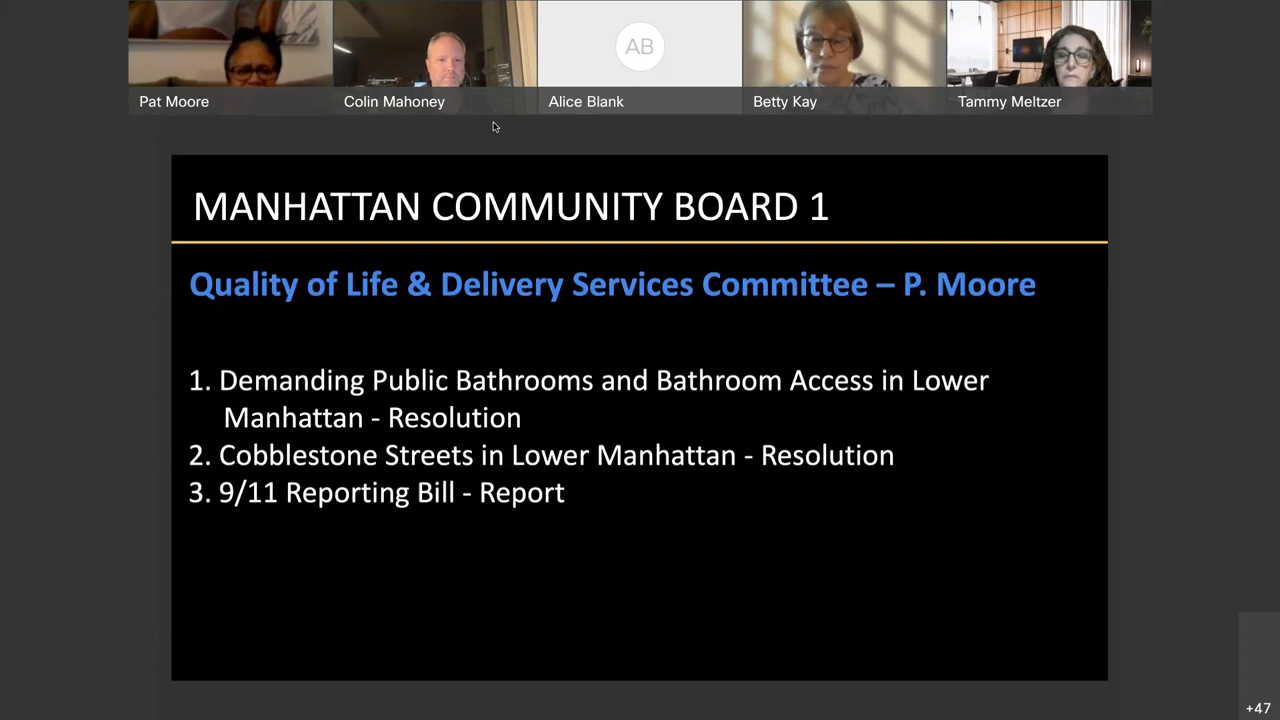 AB
Pat Moore
Colin Mahoney
Alice Blank
Betty Kay
Tammy Meltzer
MANHATTAN COMMUNITY BOARD 1
Quality of Life & Delivery Services Committee – P. Moore
1. Demanding Public Bathrooms and Bathroom Access in Lower
Manhattan - Resolution
2. Cobblestone Streets in Lower Manhattan - Resolution
3. 9/11 Reporting Bill - Report
+47